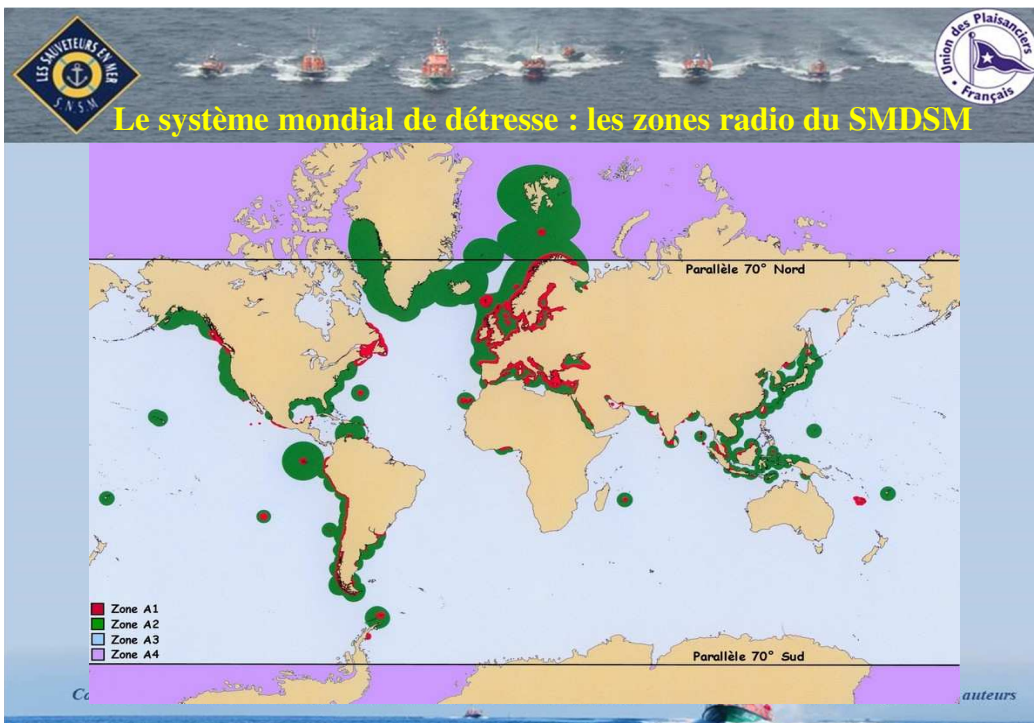 LES SAUVETEURS EN MER
S.N.S.M
Union des Plaisanciers
Français
Le système mondial de détresse : les zones radio du SMDSM
Parallèle 70° Nord
Zone A1
Zone A2
Zone A3
Zone A4
Parallèle 70° Sud
auteurs